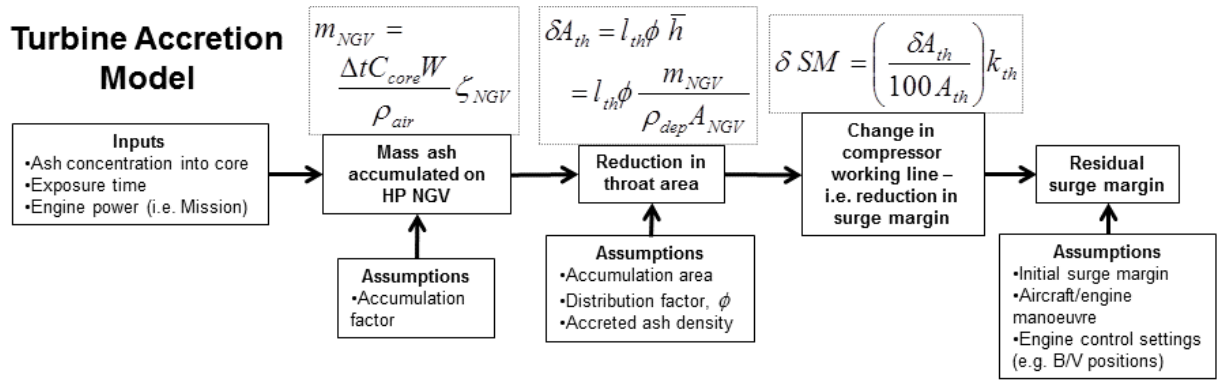 Turbine Accretion
Model
m_NGV =
ΔtC_core W / ρ_air ζ_NGV
δA_th = l_th ϕ h̄
= l_th ϕ m_NGV / ρ_dep A_NGV
δ SM = (δA_th / 100 A_th) k_th
Inputs
•Ash concentration into core
•Exposure time
•Engine power (i.e. Mission)
Mass ash
accumulated on
HP NGV
Reduction in
throat area
Change in
compressor
working line –
i.e. reduction in
surge margin
Residual
surge margin
Assumptions
•Accumulation
factor
Assumptions
•Accumulation area
•Distribution factor, ϕ
•Accreted ash density
Assumptions
•Initial surge margin
•Aircraft/engine
manoeuvre
•Engine control settings
(e.g. B/V positions)